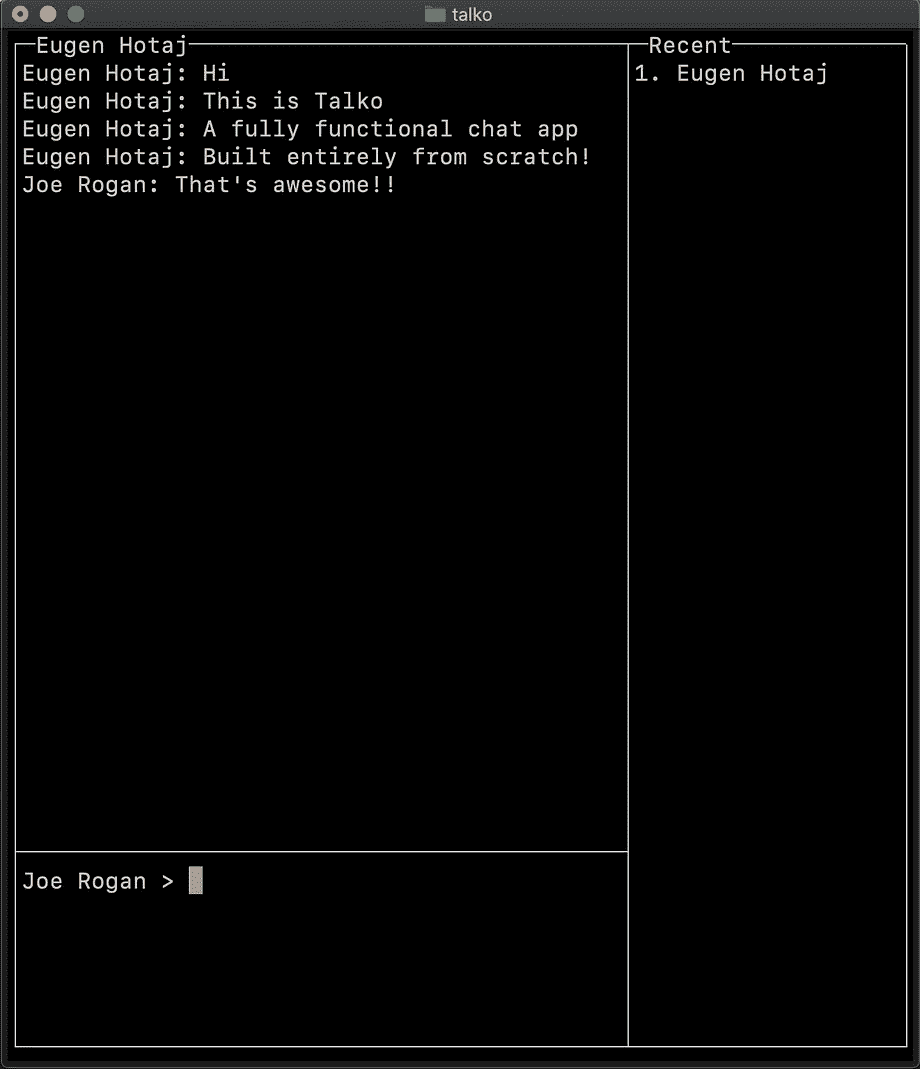 talko
Eugen Hotaj
Eugen Hotaj: Hi
Eugen Hotaj: This is Talko
Eugen Hotaj: A fully functional chat app
Eugen Hotaj: Built entirely from scratch!
Joe Rogan: That's awesome!!
Joe Rogan >
Recent
1. Eugen Hotaj